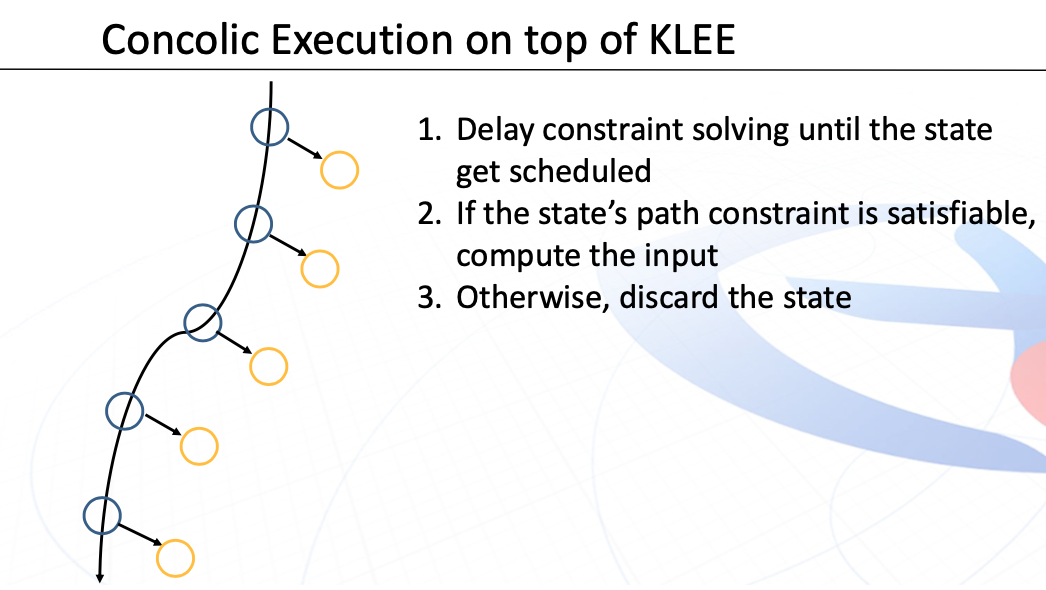 Concolic Execution on top of KLEE
1. Delay constraint solving until the state
get scheduled
2. If the state’s path constraint is satisfiable,
compute the input
3. Otherwise, discard the state